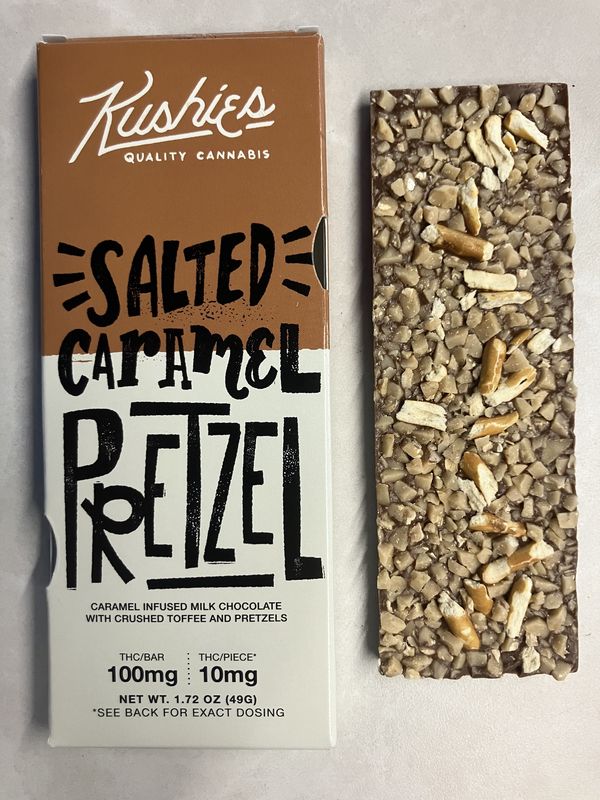 Kushies
QUALITY CANNABIS
SALTED
CARAMEL
PRETZEL
CARAMEL INFUSED MILK CHOCOLATE
WITH CRUSHED TOFFEE AND PRETZELS
THC/BAR THC/PIECE*
100mg 10mg
NET WT. 1.72 OZ (49G)
*SEE BACK FOR EXACT DOSING